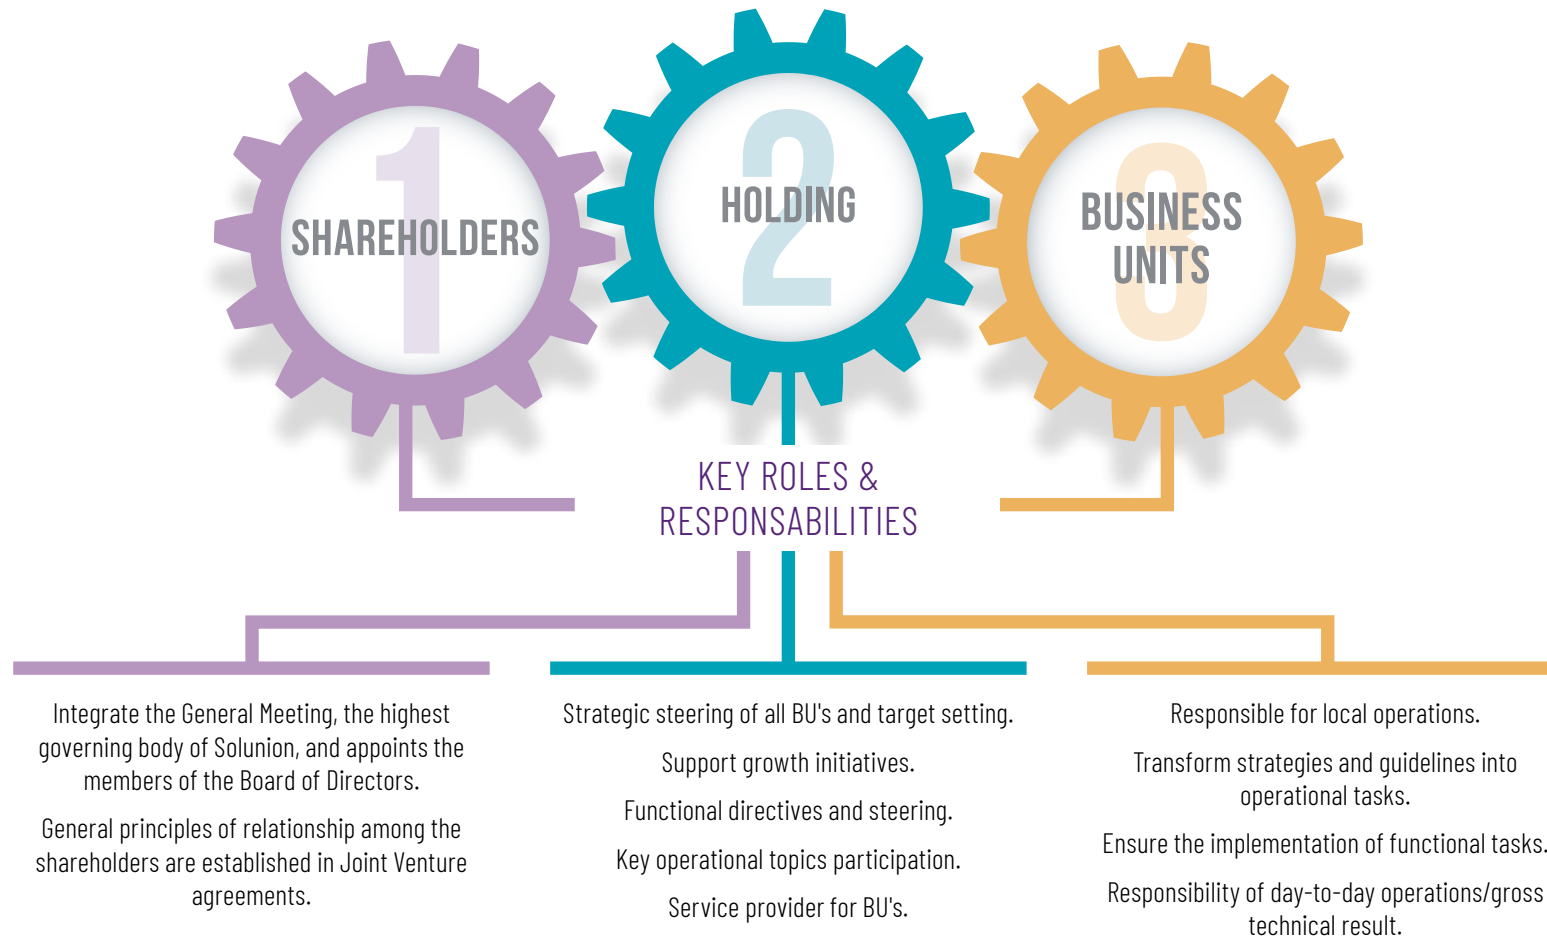 1
SHAREHOLDERS
2
HOLDING
3
BUSINESS
UNITS
KEY ROLES &
RESPONSABILITIES
Integrate the General Meeting, the highest
governing body of Solunion, and appoints the
members of the Board of Directors.
General principles of relationship among the
shareholders are established in Joint Venture
agreements.
Strategic steering of all BU's and target setting.
Support growth initiatives.
Functional directives and steering.
Key operational topics participation.
Service provider for BU's.
Responsible for local operations.
Transform strategies and guidelines into
operational tasks.
Ensure the implementation of functional tasks.
Responsibility of day-to-day operations/gross
technical result.